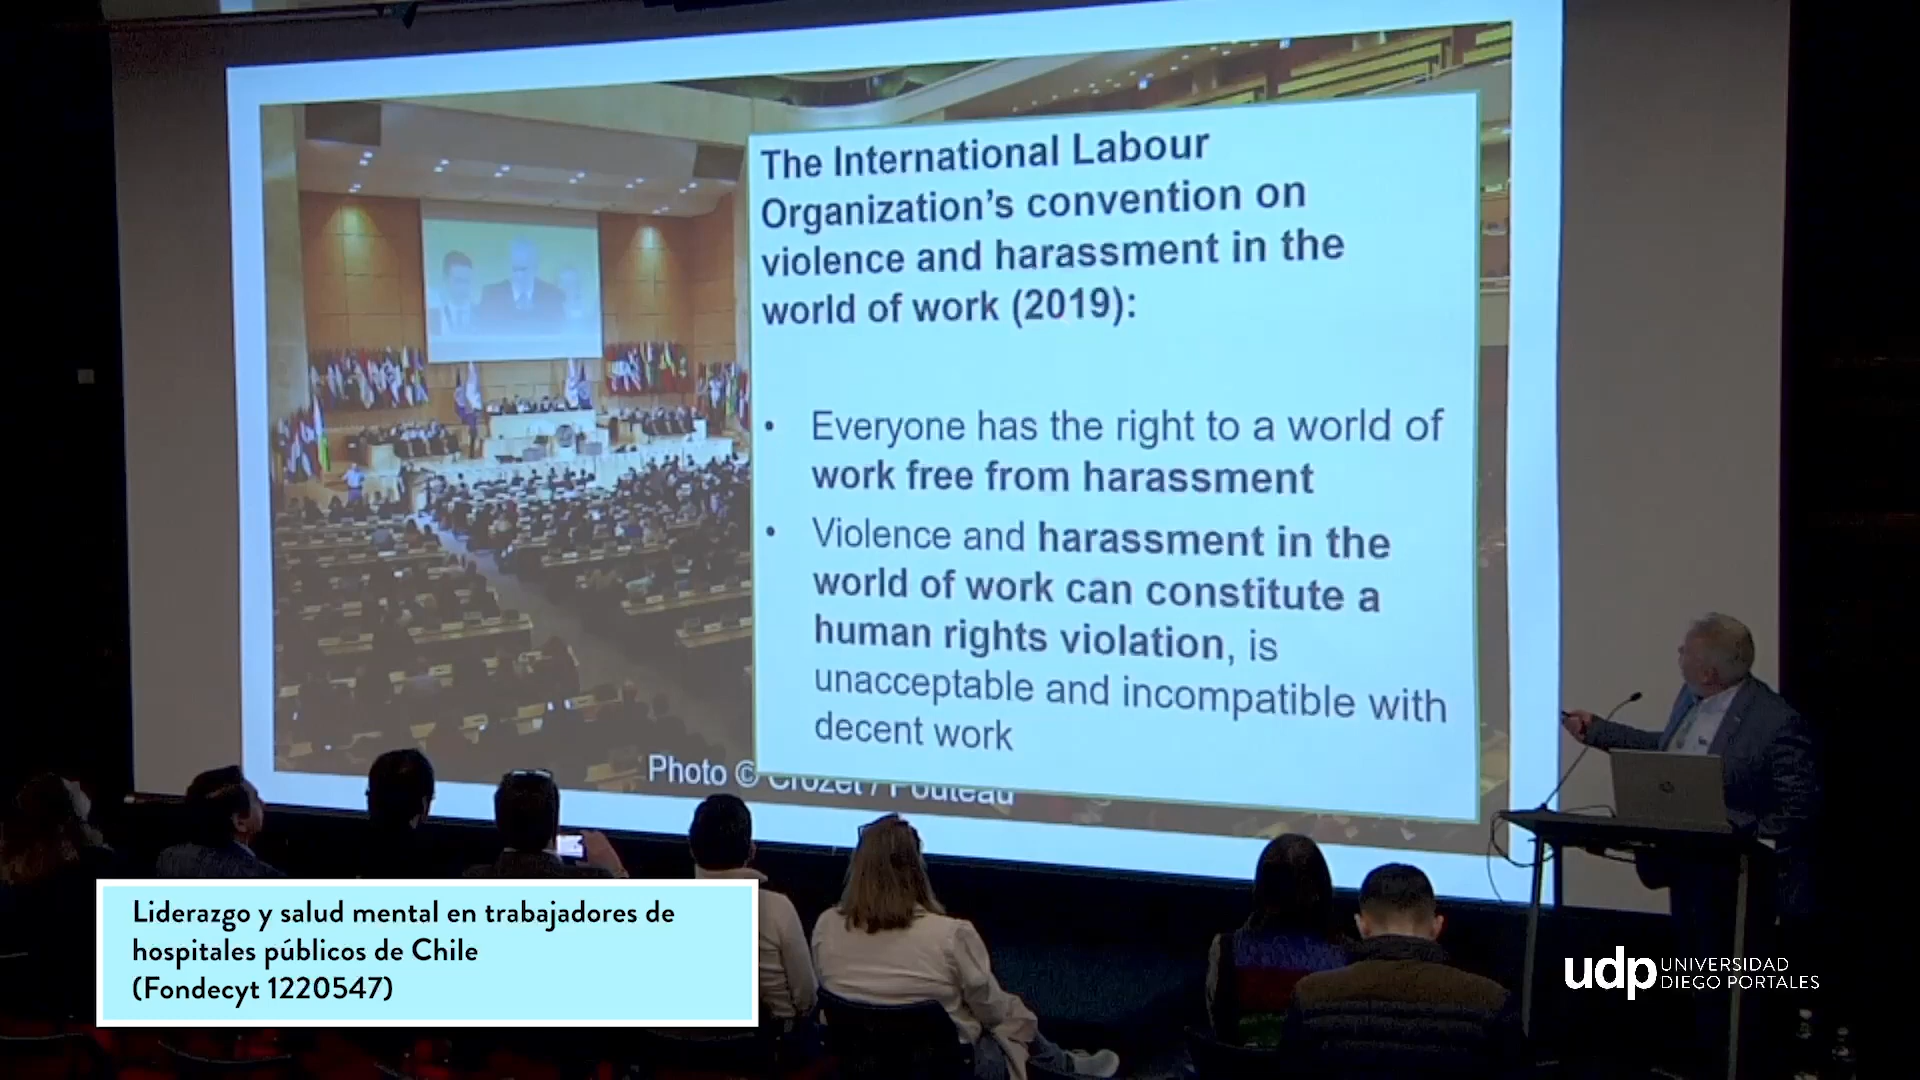 The International Labour
Organization's convention on
violence and harassment in the
world of work (2019):
• Everyone has the right to a world of
work free from harassment
• Violence and harassment in the
world of work can constitute a
human rights violation, is
unacceptable and incompatible with
decent work
Photo © Crozet / Pouteau
Liderazgo y salud mental en trabajadores de
hospitales públicos de Chile
(Fondecyt 1220547)
udp UNIVERSIDAD
DIEGO PORTALES